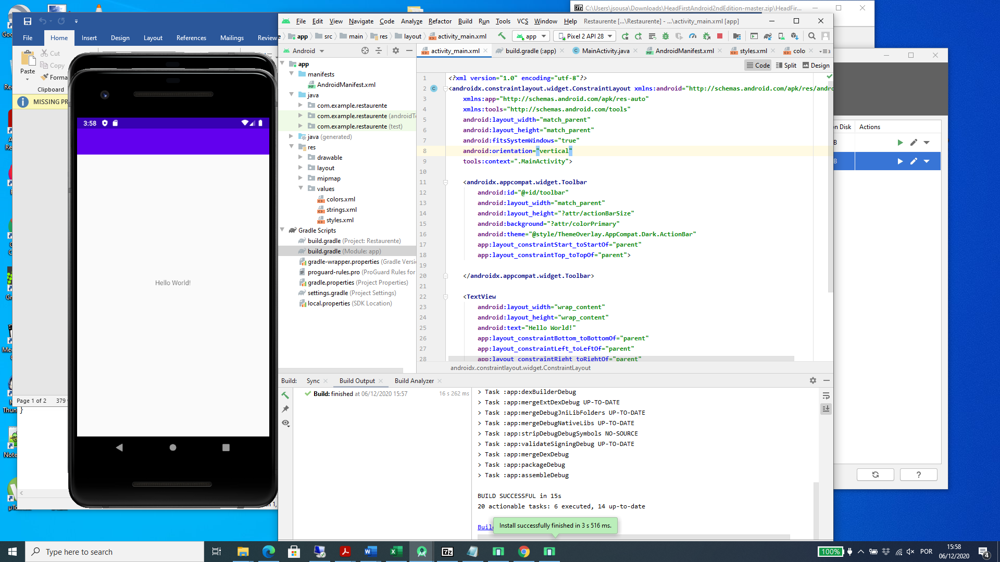 C:\Users\jsousa\Downloads\HeadFirstAndroid2ndEdition-master.zip\HeadFir...
File Edit View Navigate Code Analyze Refactor Build Run Tools VCS Window Help Restaurente [...\Restaurente] - ...\activity_main.xml [app]
app src main res layout activity_main.xml app Pixel 2 API 28
File Home Insert Design Layout References Mailings Review
Paste
Cut
Copy
Forma
Clipboard
MISSING PR
3:58
Hello World!
Page 1 of 2 379
}
Android
app
manifests
AndroidManifest.xml
java
com.example.restaurente
com.example.restaurente (androidTe
com.example.restaurente (test)
java (generated)
res
drawable
layout
mipmap
values
colors.xml
strings.xml
styles.xml
Gradle Scripts
build.gradle (Project: Restaurente)
build.gradle (Module: app)
gradle-wrapper.properties (Gradle Versi
proguard-rules.pro (ProGuard Rules for
gradle.properties (Project Properties)
settings.gradle (Project Settings)
local.properties (SDK Location)
activity_main.xml build.gradle (:app) MainActivity.java AndroidManifest.xml styles.xml colo
Code Split Design
1 <?xml version="1.0" encoding="utf-8"?>
2 <androidx.constraintlayout.widget.ConstraintLayout xmlns:android="http://schemas.android.com/apk/res/andro
3 xmlns:app="http://schemas.android.com/apk/res-auto"
4 xmlns:tools="http://schemas.android.com/tools"
5 android:layout_width="match_parent"
6 android:layout_height="match_parent"
7 android:fitsSystemWindows="true"
8 android:orientation="vertical"
9 tools:context=".MainActivity">
10
11 <androidx.appcompat.widget.Toolbar
12 android:id="@+id/toolbar"
13 android:layout_width="match_parent"
14 android:layout_height="?attr/actionBarSize"
15 android:background="?attr/colorPrimary"
16 android:theme="@style/ThemeOverlay.AppCompat.Dark.ActionBar"
17 app:layout_constraintStart_toStartOf="parent"
18 app:layout_constraintTop_toTopOf="parent">
19
20 </androidx.appcompat.widget.Toolbar>
21
22 <TextView
23 android:layout_width="wrap_content"
24 android:layout_height="wrap_content"
25 android:text="Hello World!"
26 app:layout_constraintBottom_toBottomOf="parent"
27 app:layout_constraintLeft_toLeftOf="parent"
28 app:layout_constraintRight_toRightOf="parent"
androidx.constraintlayout.widget.ConstraintLayout
n Disk Actions
B
B
?
Build: Sync Build Output Build Analyzer
Build: finished at 06/12/2020 15:57 16 s 262 ms
> Task :app:dexBuilderDebug
> Task :app:mergeExtDexDebug UP-TO-DATE
> Task :app:mergeDebugJniLibFolders UP-TO-DATE
> Task :app:mergeDebugNativeLibs UP-TO-DATE
> Task :app:stripDebugDebugSymbols NO-SOURCE
> Task :app:validateSigningDebug UP-TO-DATE
> Task :app:mergeDexDebug
> Task :app:packageDebug
> Task :app:assembleDebug
BUILD SUCCESSFUL in 15s
20 actionable tasks: 6 executed, 14 up-to-date
Buil
Install successfully finished in 3 s 516 ms.
Type here to search
100% POR 15:58
06/12/2020
4